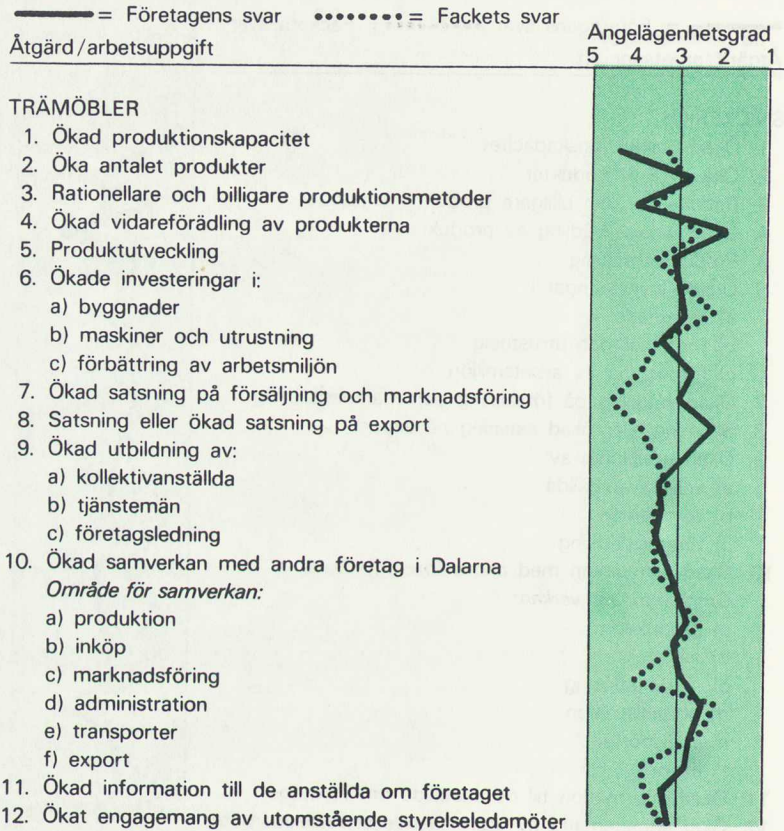 = Företagens svar = Fackets svar
Åtgärd/arbetsuppgift Angelägenhetsgrad
5 4 3 2 1
TRÄMÖBLER
1. Ökad produktionskapacitet
2. Öka antalet produkter
3. Rationellare och billigare produktionsmetoder
4. Ökad vidareförädling av produkterna
5. Produktutveckling
6. Ökade investeringar i:
a) byggnader
b) maskiner och utrustning
c) förbättring av arbetsmiljön
7. Ökad satsning på försäljning och marknadsföring
8. Satsning eller ökad satsning på export
9. Ökad utbildning av:
a) kollektivanställda
b) tjänstemän
c) företagsledning
10. Ökad samverkan med andra företag i Dalarna
Område för samverkan:
a) produktion
b) inköp
c) marknadsföring
d) administration
e) transporter
f) export
11. Ökad information till de anställda om företaget
12. Ökat engagemang av utomstående styrelseledamöter